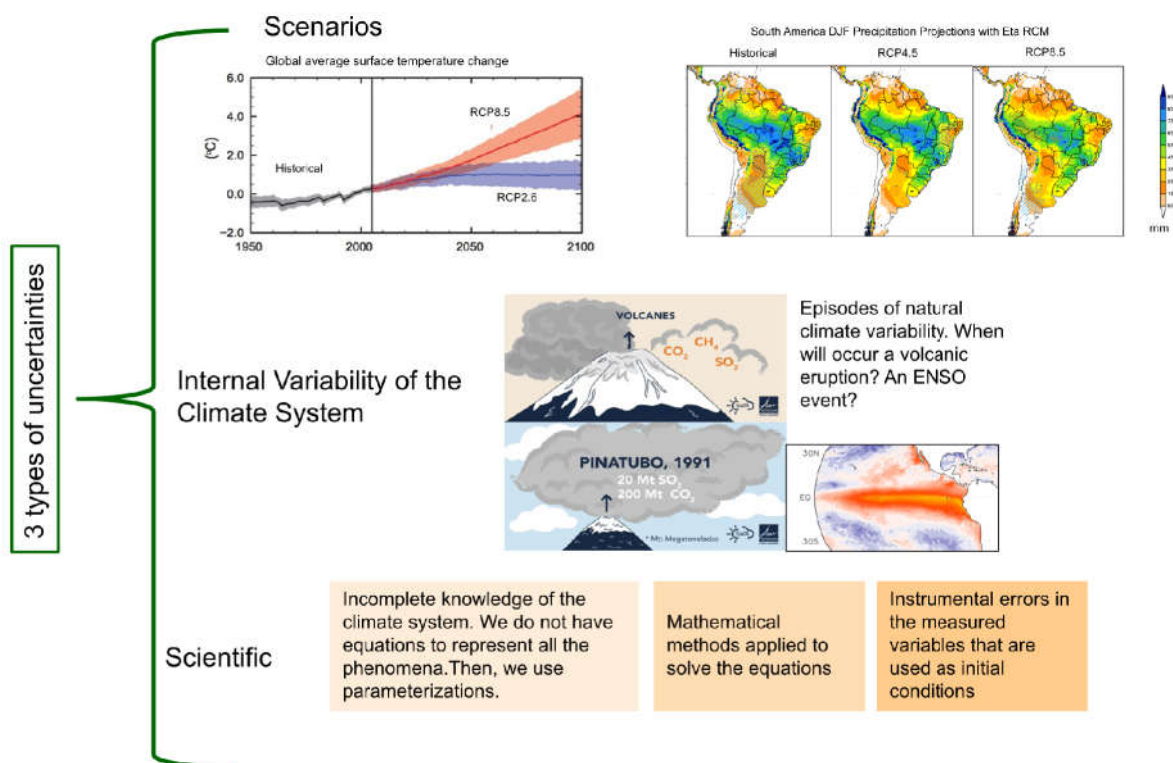 Scenarios
Global average surface temperature change
6.0
4.0
2.0
0.0
−2.0
(ºC)
Historical
RCP8.5
RCP2.6
1950
2000
2050
2100
South America DJF Precipitation Projections with Eta RCM
Historical
RCP4.5
RCP8.5
mm
3 types of uncertainties
Internal Variability of the
Climate System
VOLCANES
CO₂
CH₄
SO₂
PINATUBO, 1991
20 Mt SO₂
200 Mt CO₂
* Mt: Megatoneladas
Episodes of natural
climate variability. When
will occur a volcanic
eruption? An ENSO
event?
30N
EQ
30S
Scientific
Incomplete knowledge of the
climate system. We do not have
equations to represent all the
phenomena.Then, we use
parameterizations.
Mathematical
methods applied to
solve the equations
Instrumental errors in
the measured
variables that are
used as initial
conditions